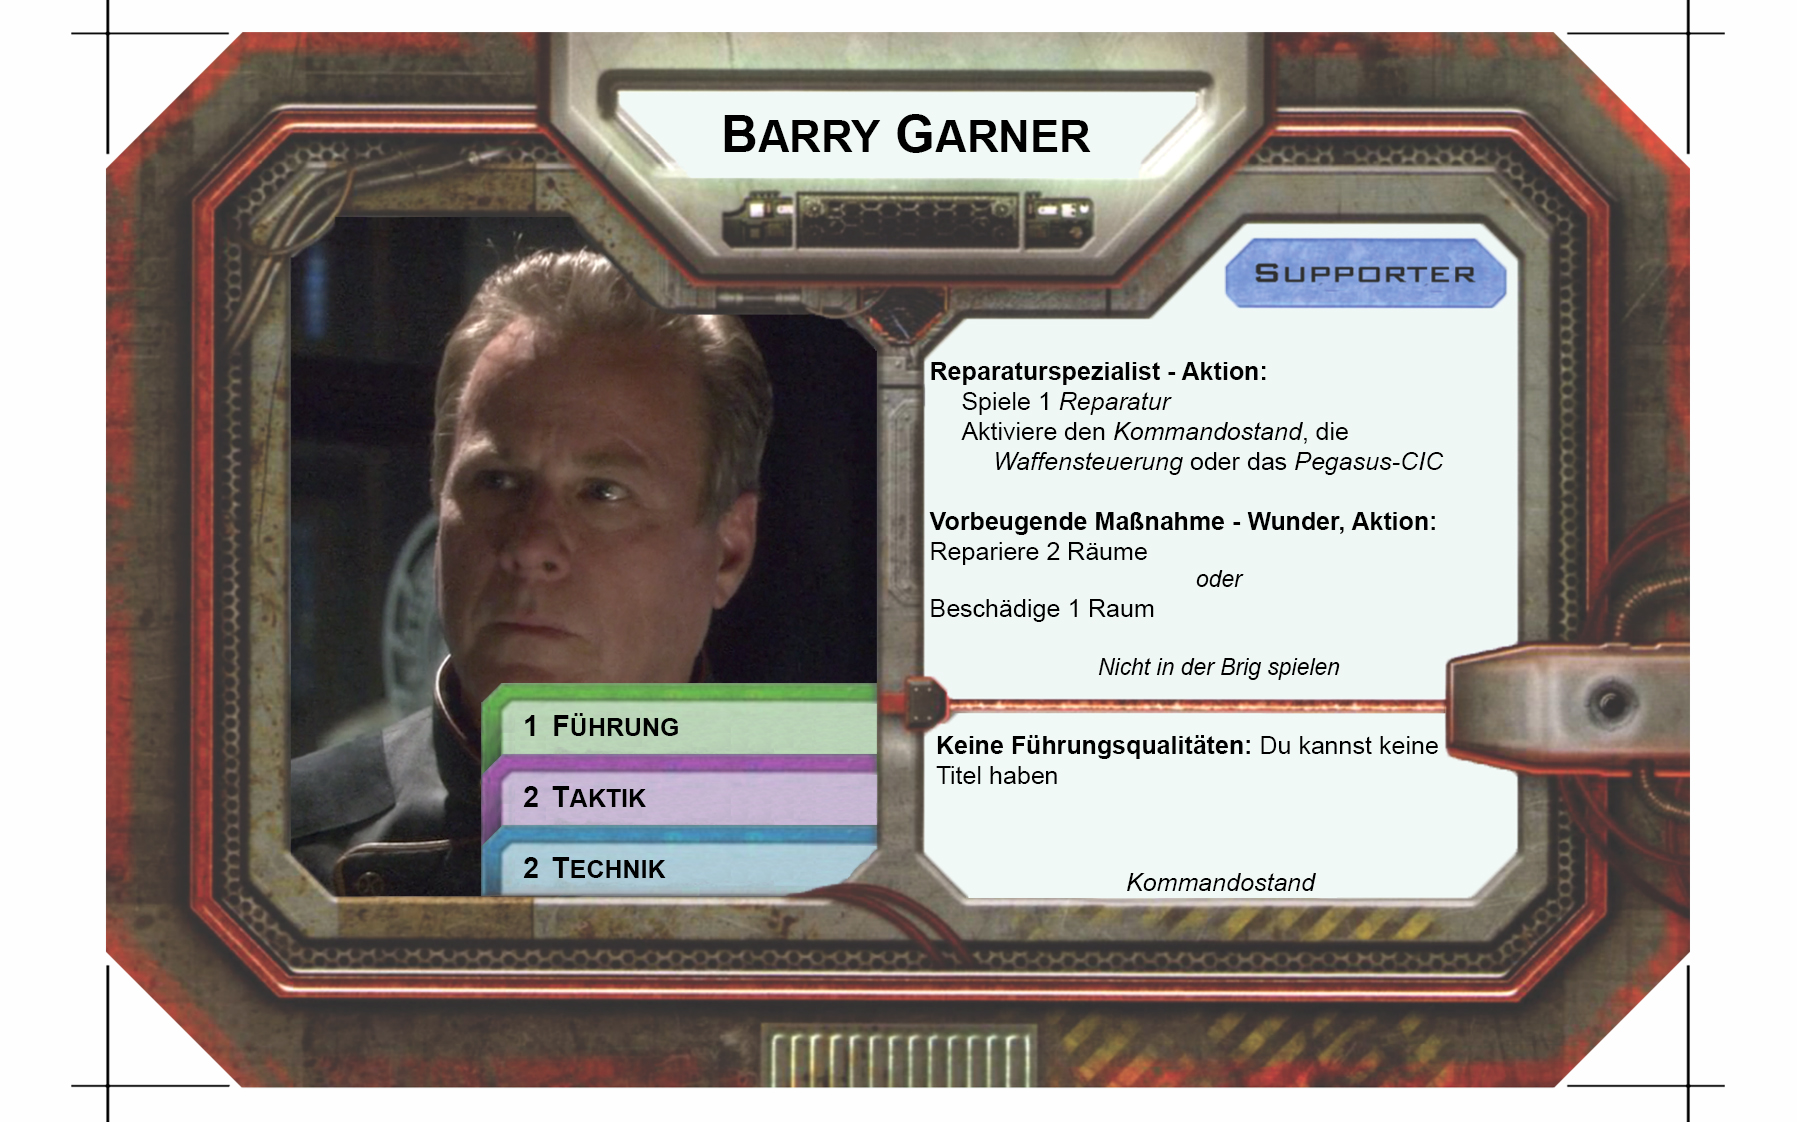 BARRY GARNER
SUPPORTER
Reparaturspezialist - Aktion:
Spiele 1 Reparatur
Aktiviere den Kommandostand, die
Waffensteuerung oder das Pegasus-CIC
Vorbeugende Maßnahme - Wunder, Aktion:
Repariere 2 Räume
oder
Beschädige 1 Raum
Nicht in der Brig spielen
1 FÜHRUNG
2 TAKTIK
2 TECHNIK
Keine Führungsqualitäten: Du kannst keine
Titel haben
Kommandostand